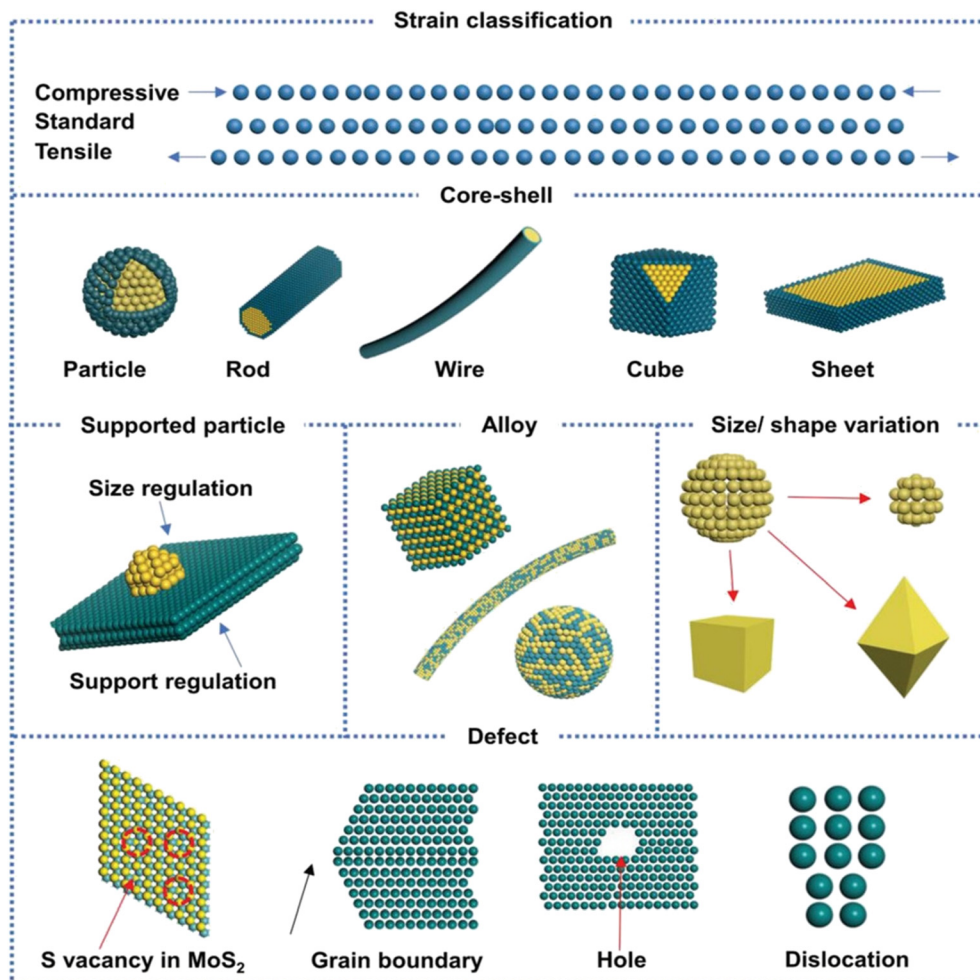 Strain classification
Compressive
Standard
Tensile
Core-shell
Particle
Rod
Wire
Cube
Sheet
Supported particle
Size regulation
Support regulation
Alloy
Size/ shape variation
Defect
S vacancy in MoS₂
Grain boundary
Hole
Dislocation